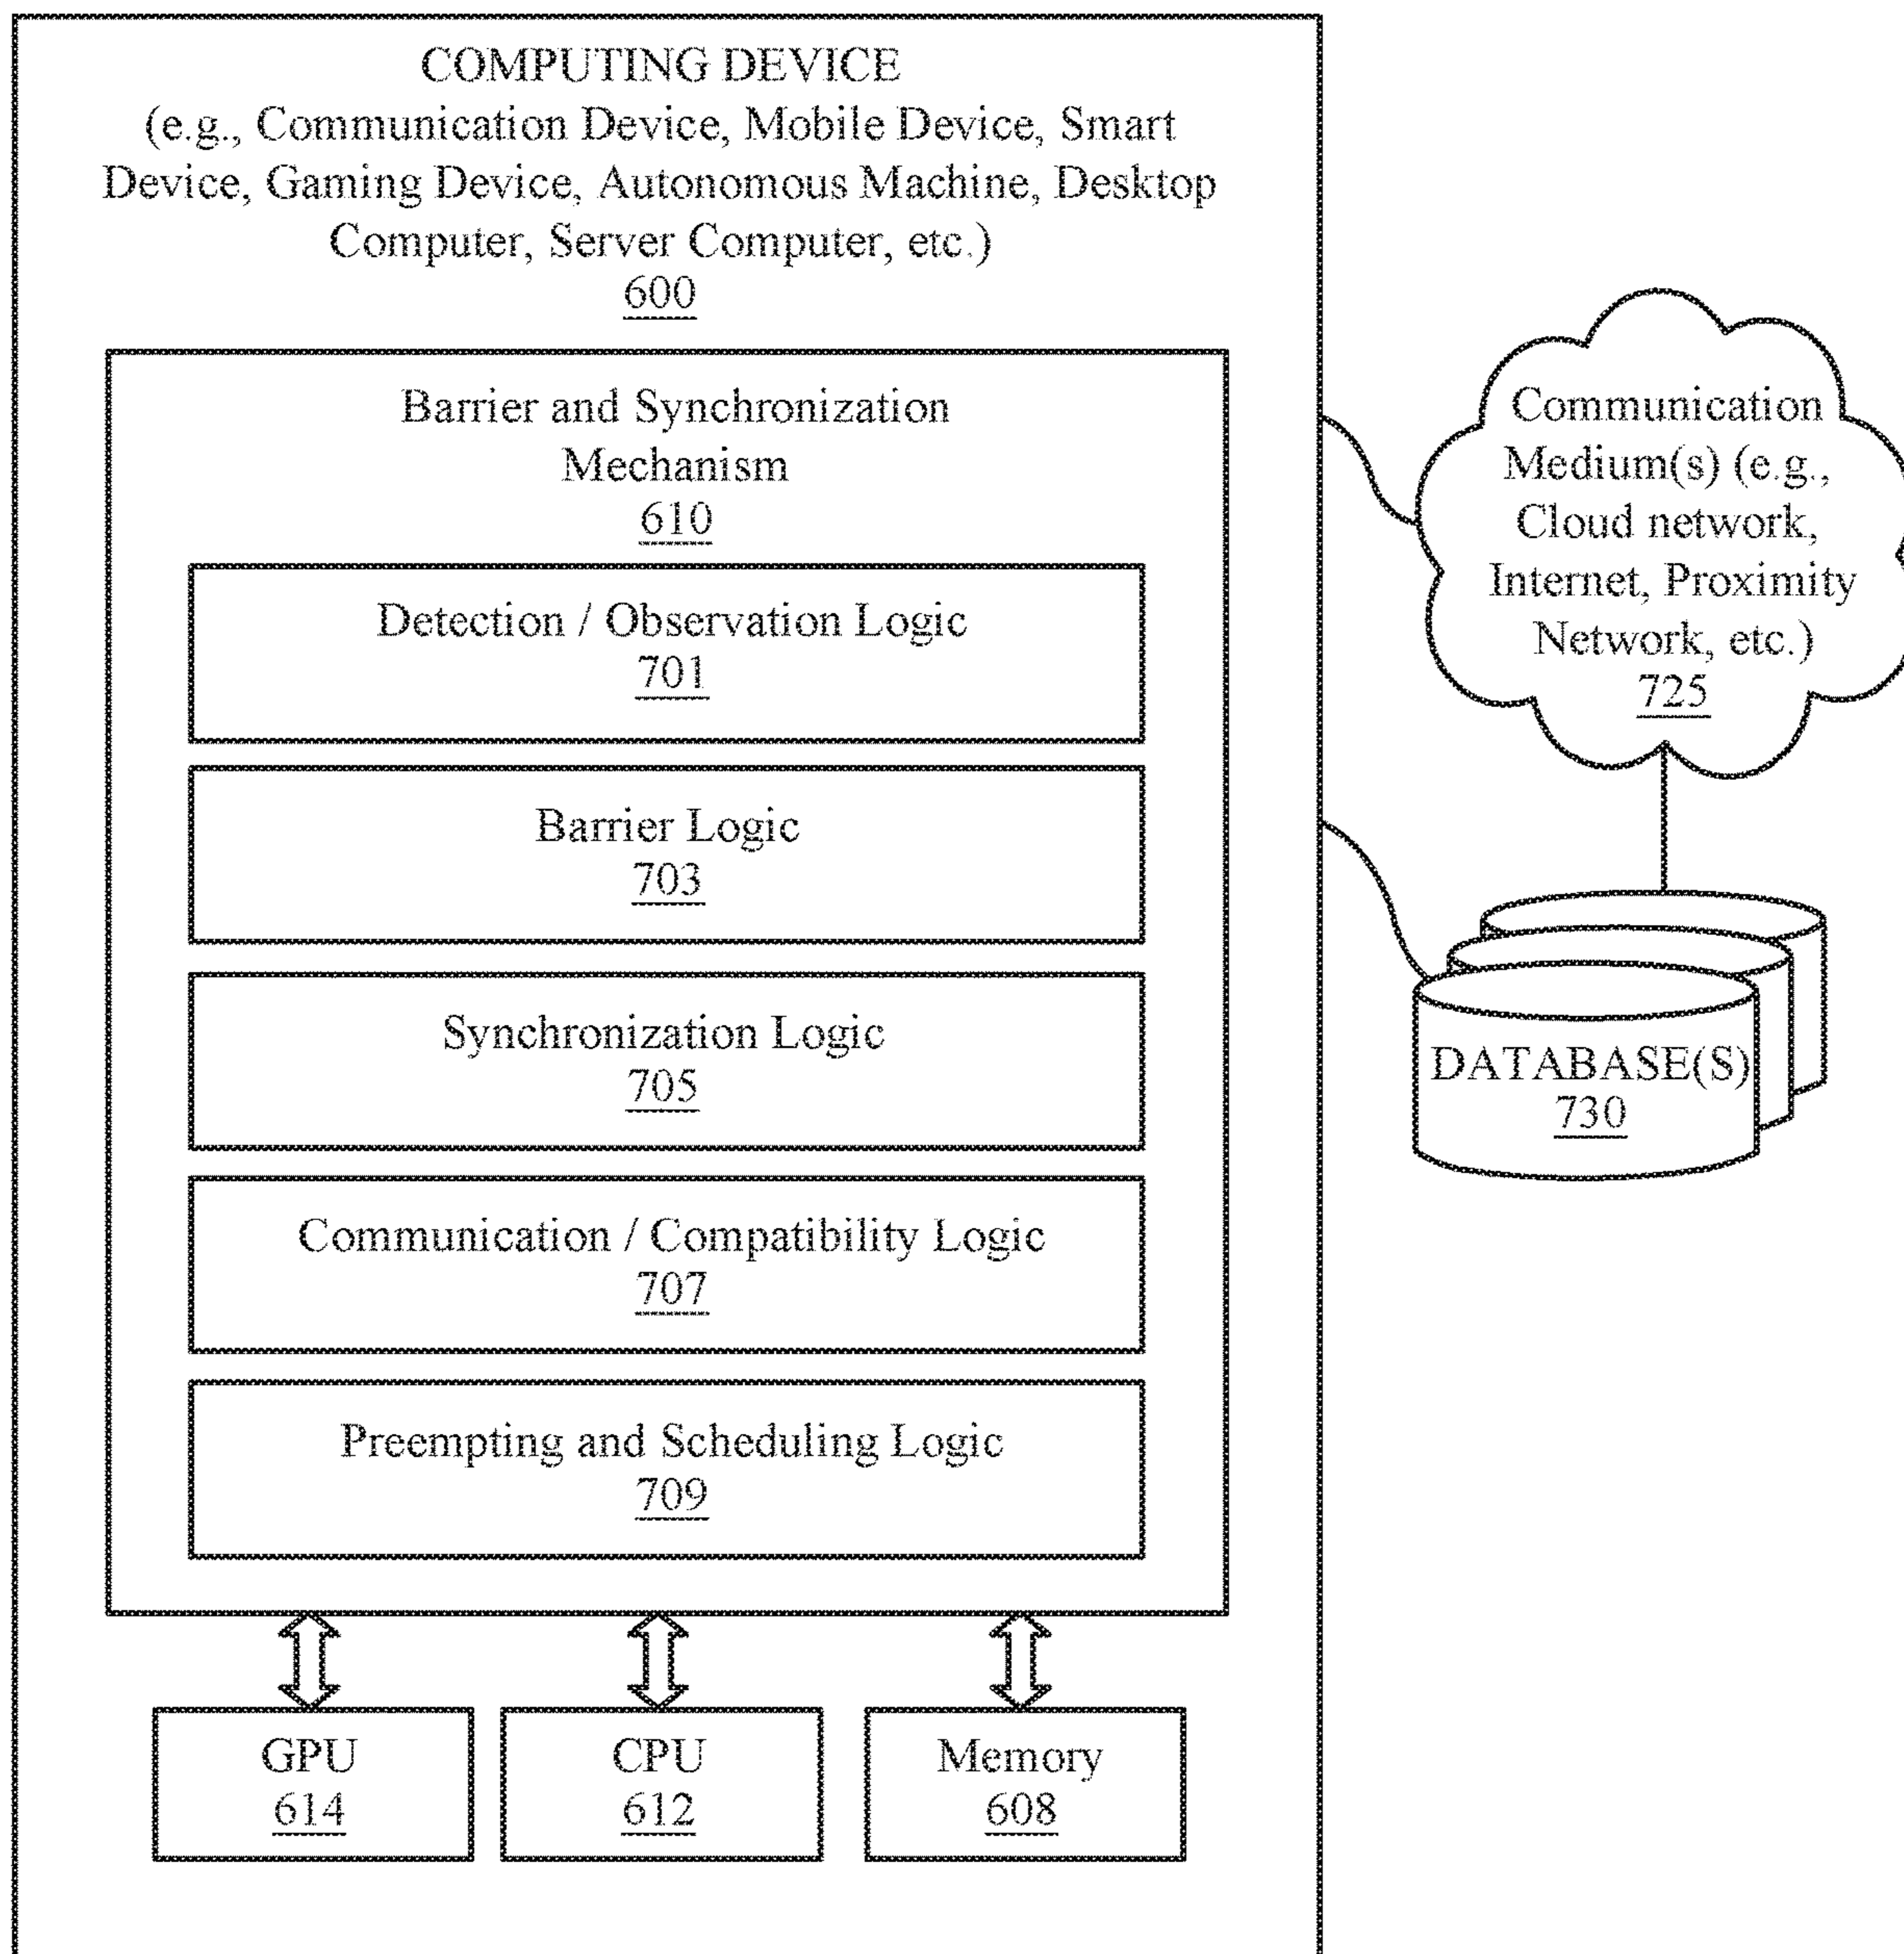 COMPUTING DEVICE
(e.g., Communication Device, Mobile Device, Smart
Device, Gaming Device, Autonomous Machine, Desktop
Computer, Server Computer, etc.)
600
Barrier and Synchronization
Mechanism
610
Detection / Observation Logic
701
Barrier Logic
703
Synchronization Logic
705
Communication / Compatibility Logic
707
Preempting and Scheduling Logic
709
GPU
614
CPU
612
Memory
608
Communication
Medium(s) (e.g.,
Cloud network,
Internet, Proximity
Network, etc.)
725
DATABASE(S)
730